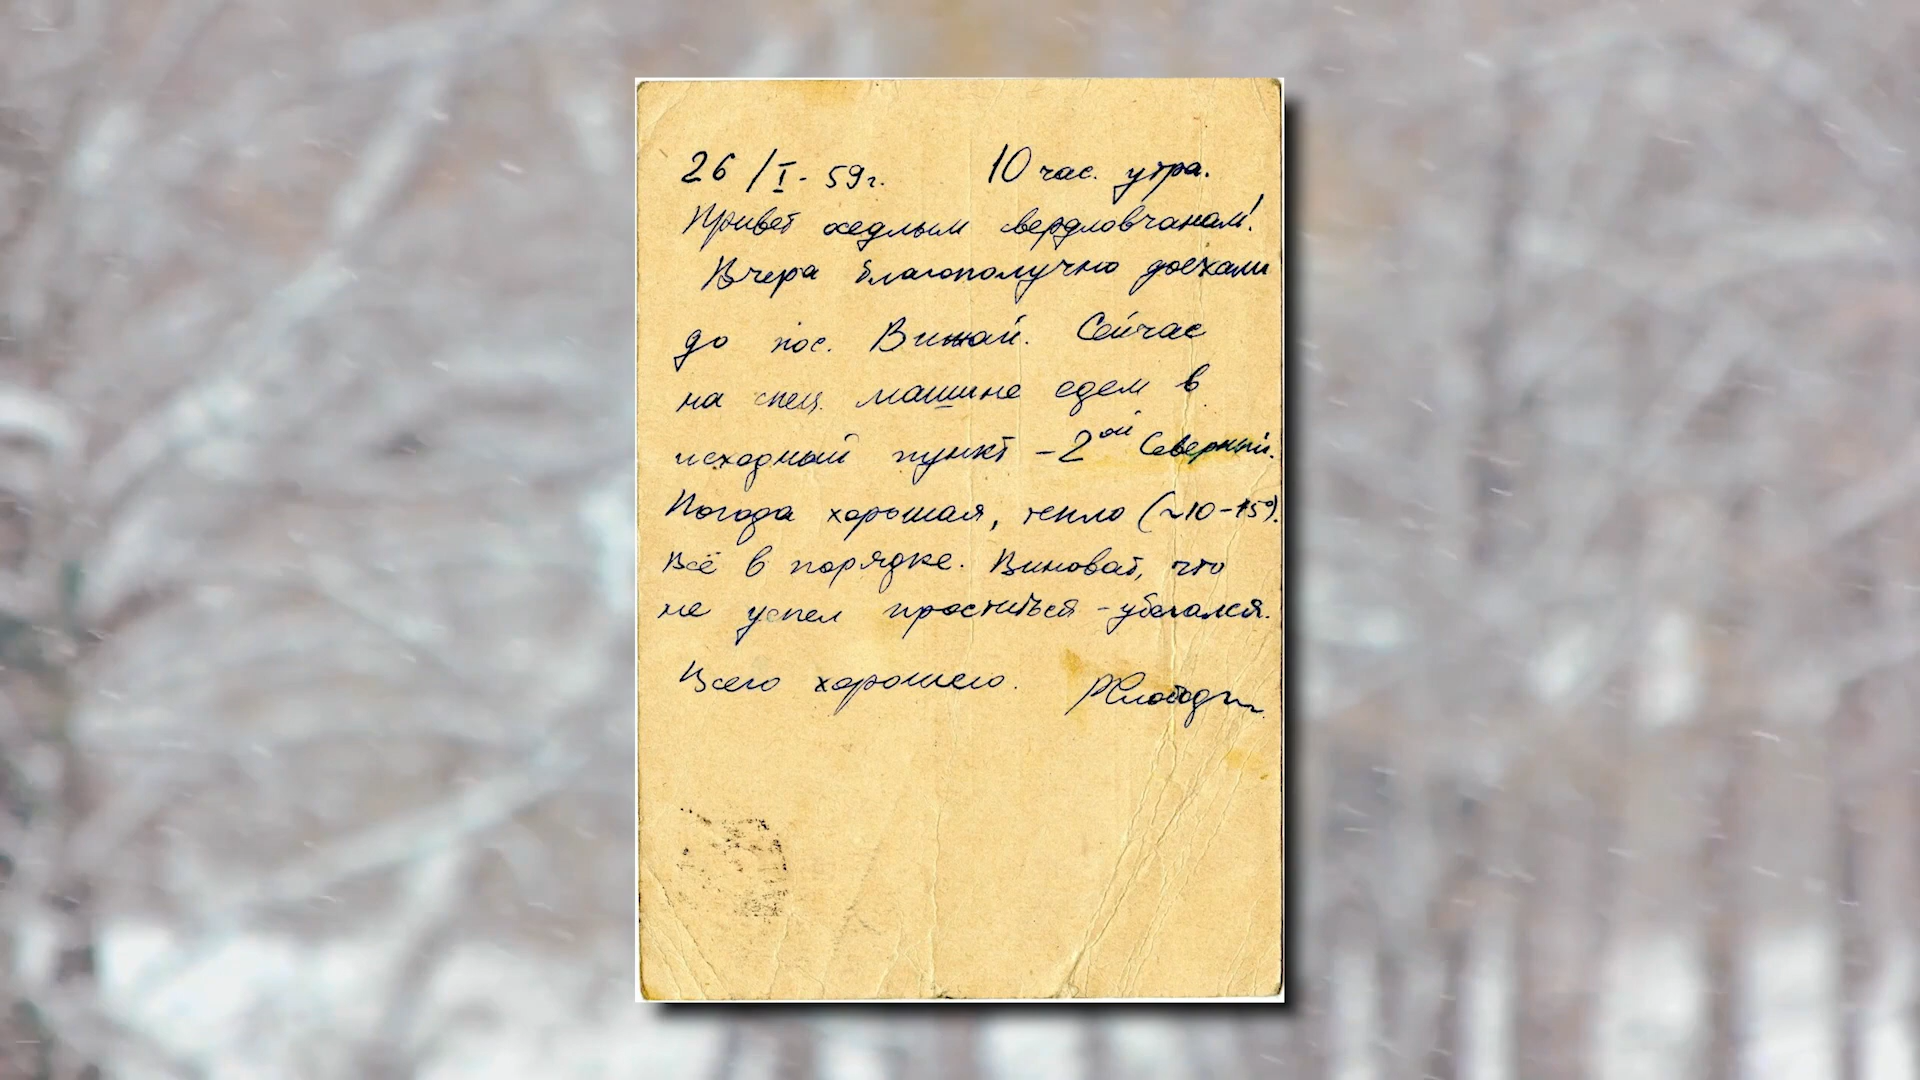 26/I-59г. 10 час. утра.
Привет оседлым свердловчанам!
Вчера благополучно доехали
до пос. Вижай. Сейчас
на спец. машине едем в
исходный пункт - 2ой Северный.
Погода хорошая, тепло (~10-15°).
Всё в порядке. Виноват, что
не успел проститься - убегался.
Всего хорошего. РСлободин